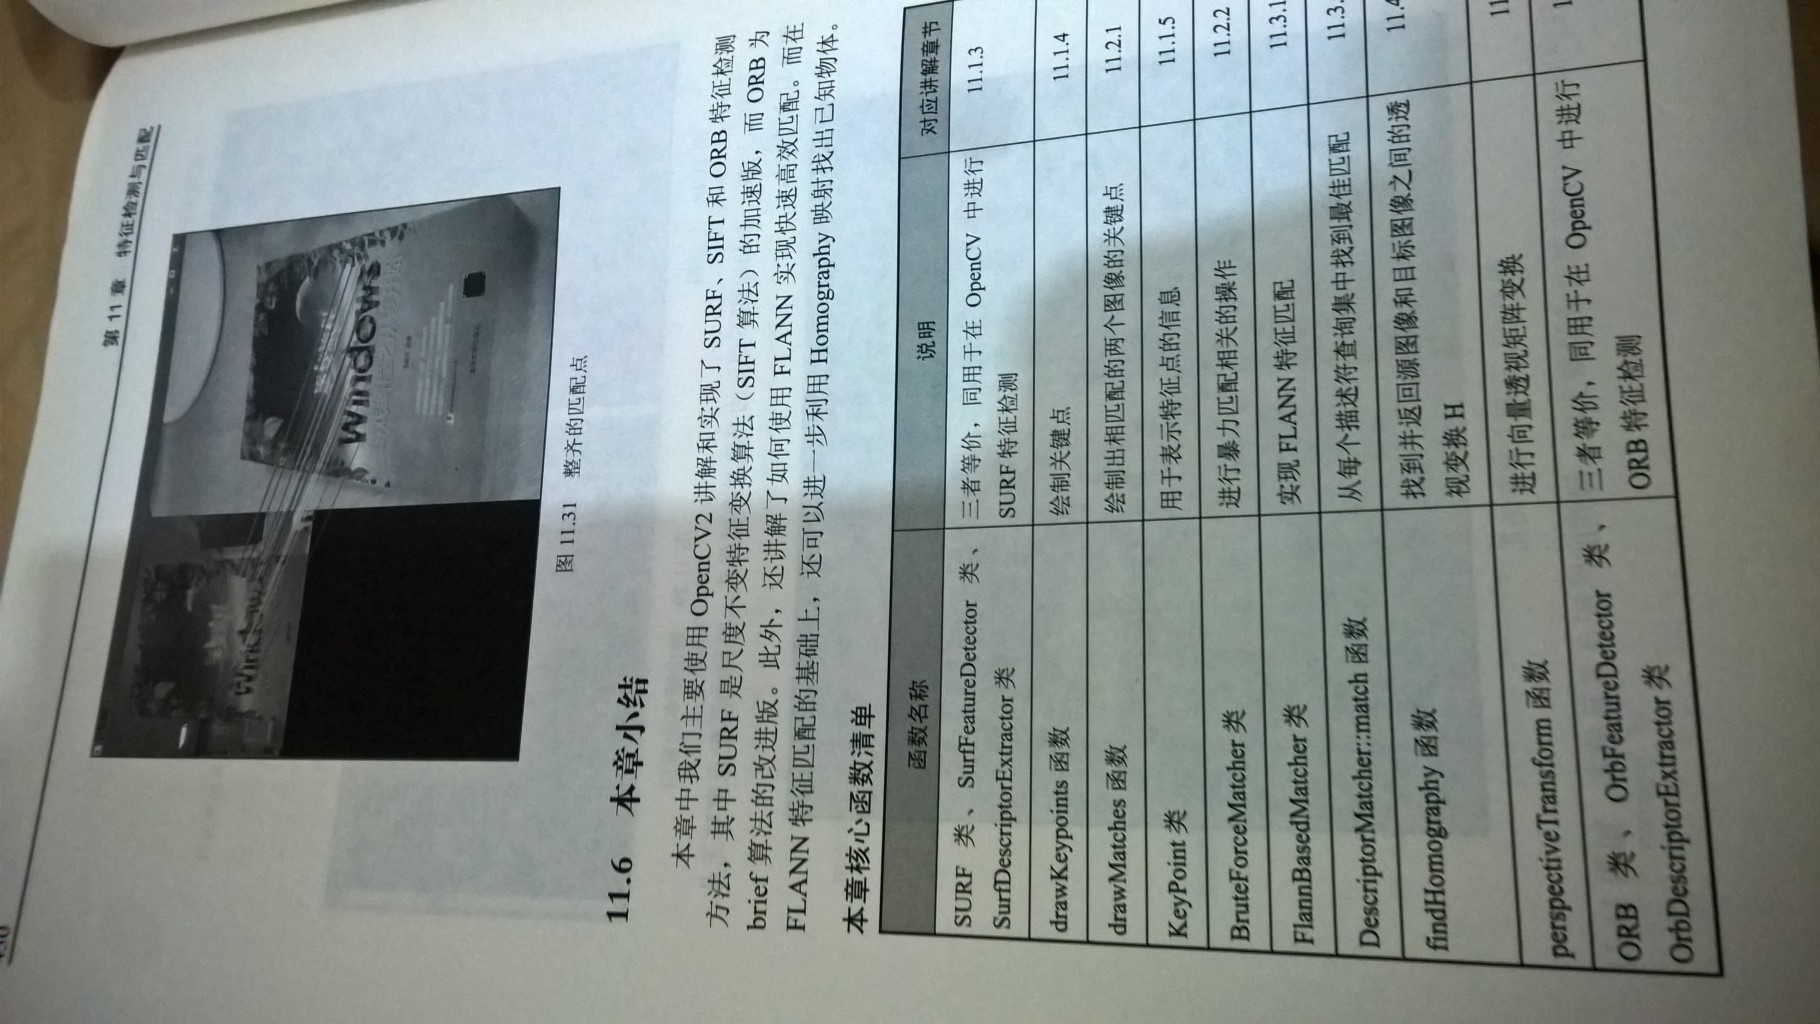 第 11 章 特征检测与匹配
Windows
Windows
图 11.31 整齐的匹配点
11.6 本章小结
本章中我们主要使用 OpenCV2 讲解和实现了 SURF、SIFT 和 ORB 特征检测
方法，其中 SURF 是尺度不变特征变换算法（SIFT 算法）的加速版，而 ORB 为
brief 算法的改进版。此外，还讲解了如何使用 FLANN 实现快速高效匹配。而在
FLANN 特征匹配的基础上，还可以进一步利用 Homography 映射找出已知物体。
本章核心函数清单
函数名称 说明 对应讲解章节
SURF 类、SurfFeatureDetector 类、 三者等价，同用于在 OpenCV 中进行 11.1.3
SurfDescriptorExtractor 类 SURF 特征检测
drawKeypoints 函数 绘制关键点 11.1.4
drawMatches 函数 绘制出相匹配的两个图像的关键点 11.2.1
KeyPoint 类 用于表示特征点的信息 11.1.5
BruteForceMatcher 类 进行暴力匹配相关的操作 11.2.2
FlannBasedMatcher 类 实现 FLANN 特征匹配 11.3.1
DescriptorMatcher::match 函数 从每个描述符查询集中找到最佳匹配 11.3.
findHomography 函数 找到并返回源图像和目标图像之间的透 11.4
视变换 H
perspectiveTransform 函数 进行向量透视矩阵变换 11
ORB 类、OrbFeatureDetector 类、 三者等价，同用于在 OpenCV 中进行 1
OrbDescriptorExtractor 类 ORB 特征检测